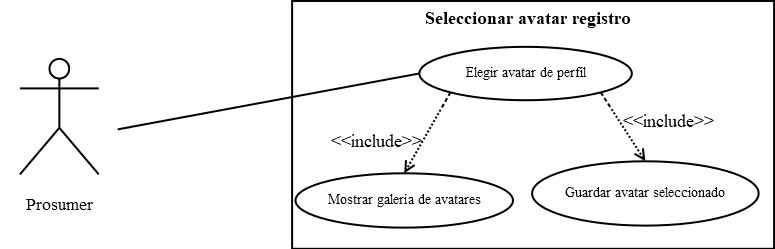 Seleccionar avatar registro
Elegir avatar de perfil
<<include>>
<<include>>
Mostrar galeria de avatares
Guardar avatar seleccionado
Prosumer